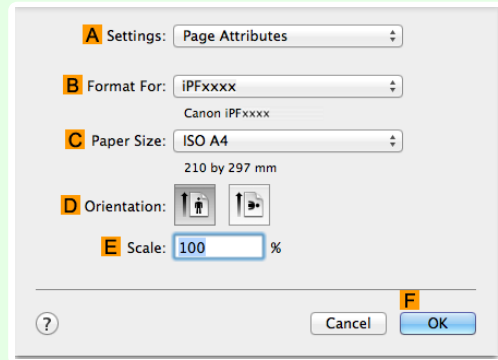 A Settings: Page Attributes
B Format For: iPFxxxx
Canon iPFxxxx
C Paper Size: ISO A4
210 by 297 mm
D Orientation:
E Scale: 100 %
F
? Cancel OK